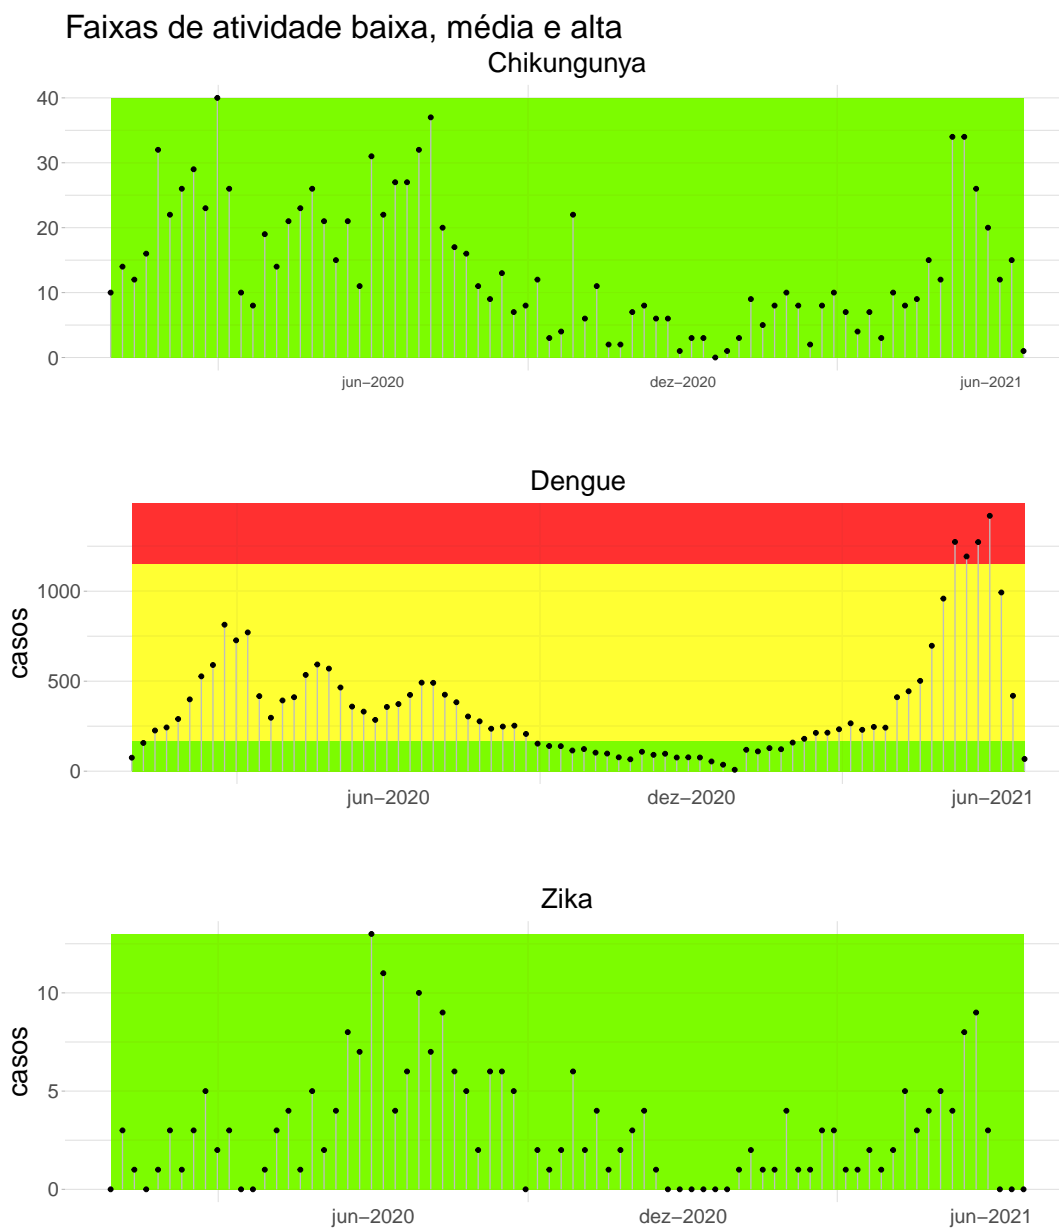 Faixas de atividade baixa, média e alta
Chikungunya
40
30
20
10
0
jun–2020 dez–2020 jun–2021
Dengue
casos
1000
500
0
jun–2020 dez–2020 jun–2021
Zika
casos
10
5
0
jun–2020 dez–2020 jun–2021